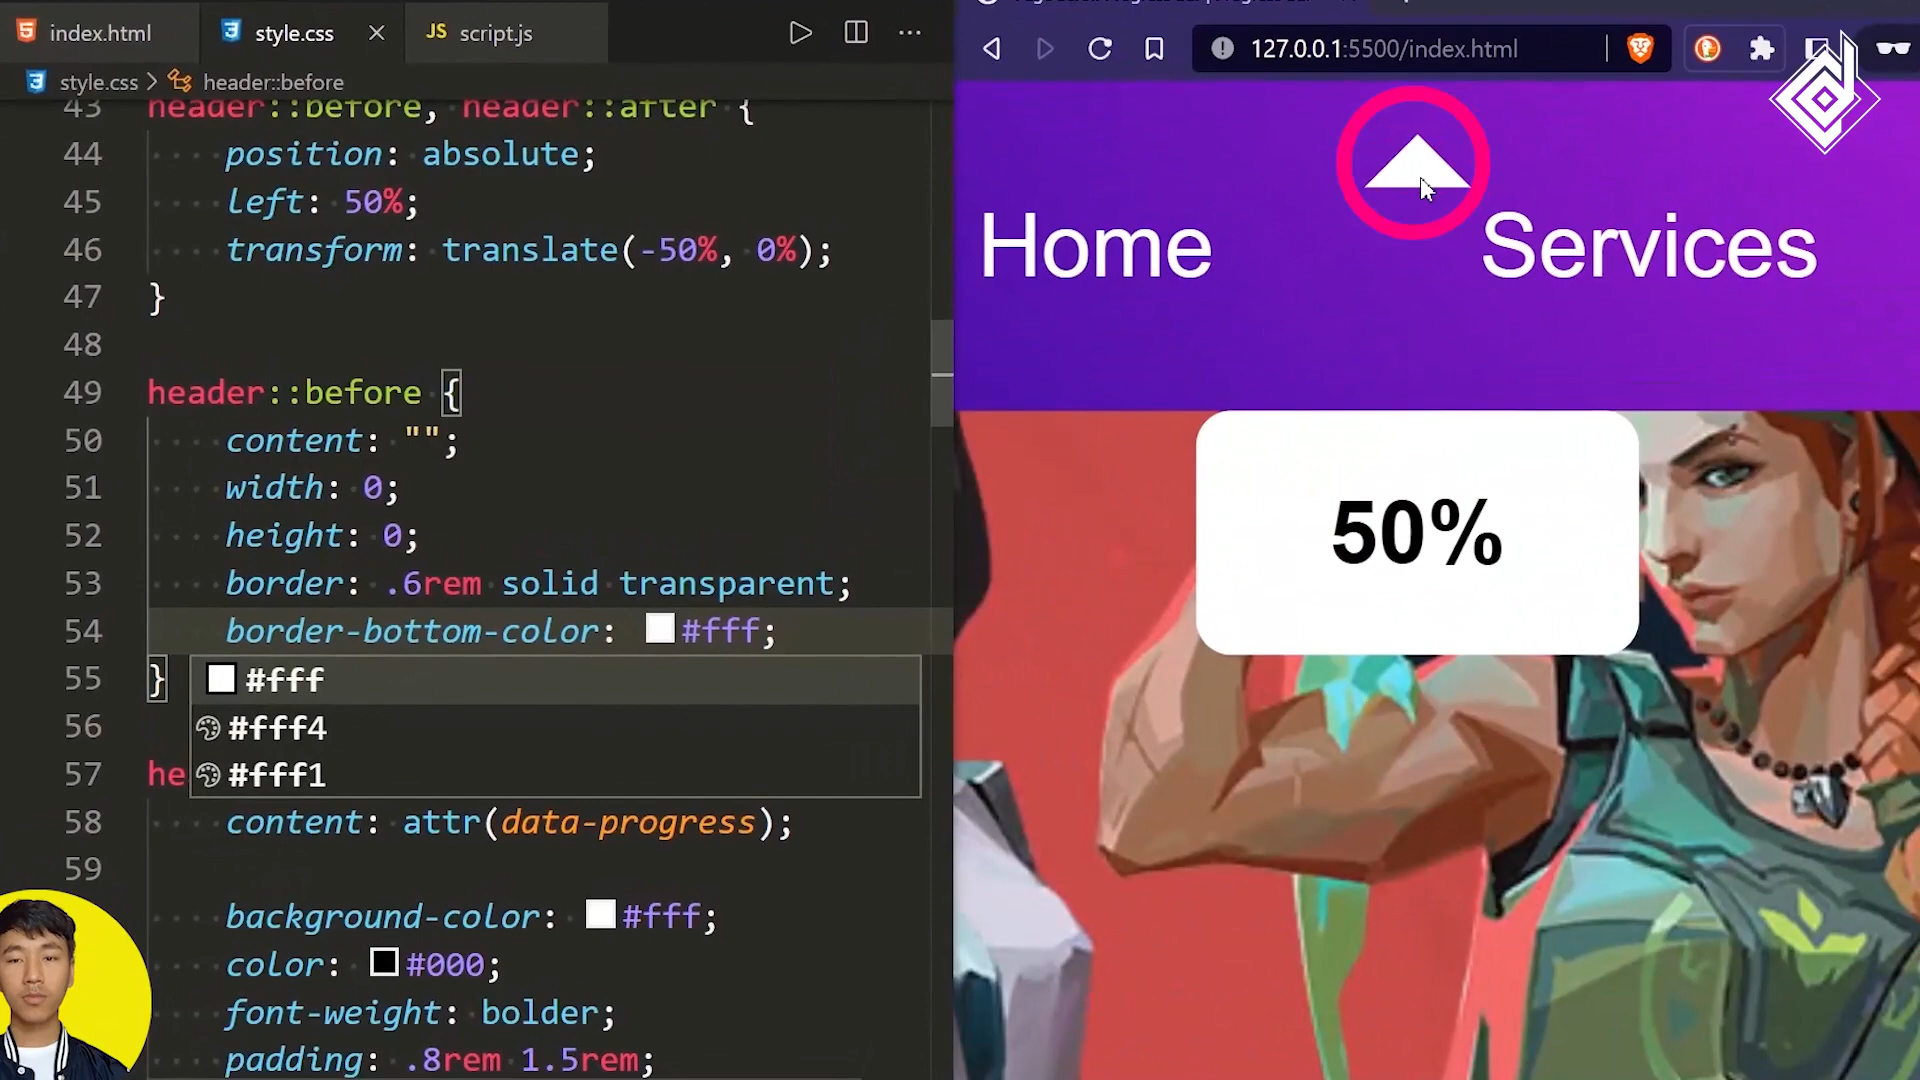 index.html
style.css
JS script.js
style.css > header::before
43 header::before, header::after {
44 position: absolute;
45 left: 50%;
46 transform: translate(-50%, 0%);
47 }
48
49 header::before {
50 content: "";
51 width: 0;
52 height: 0;
53 border: .6rem solid transparent;
54 border-bottom-color: #fff;
55 }
#fff
56 #fff4
57 he #fff1
58 content: attr(data-progress);
59
background-color: #fff;
color: #000;
font-weight: bolder;
padding: .8rem 1.5rem;
127.0.0.1:5500/index.html
Home
Services
50%